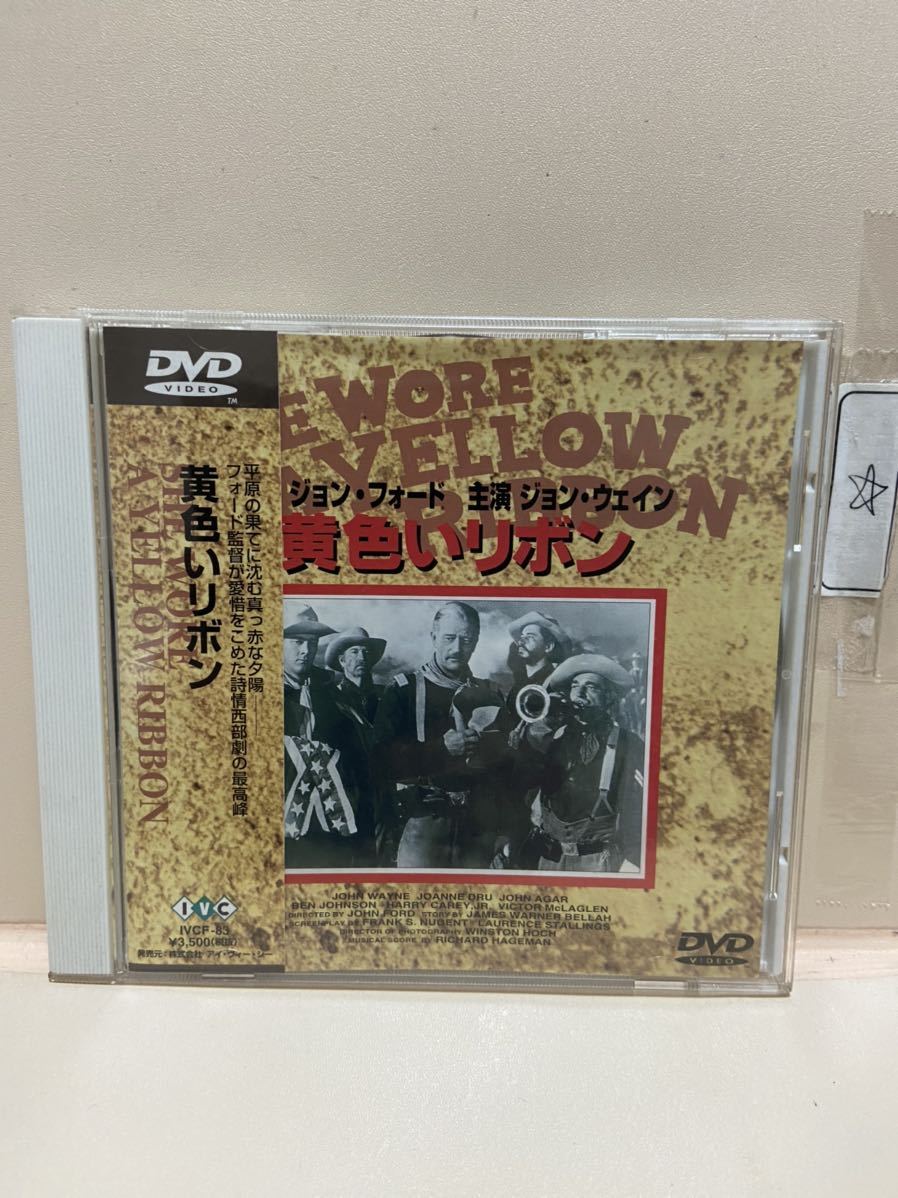 DVD
VIDEO
TM
黄色いリボン
SHE WORE
A YELLOW RIBBON
平原の果てに沈む真っ赤な夕陽
フォード監督が愛惜をこめた詩情西部劇の最高峰
IVC
IVCF-83
¥3,500(税抜)
発売元:株式会社 アイ・ヴィー・シー
E WORE
YELLOW
ジョン・フォード 主演 ジョン・ウェイン
黄色いリボン
JOHN WAYNE JOANNE DRU JOHN AGAR
BEN JOHNSON HARRY CAREY, JR. VICTOR McLAGLEN
DIRECTED BY JOHN FORD STORY BY JAMES WARNER BELLAH
SCREENPLAY BY FRANK S. NUGENT LAURENCE STALLINGS
DIRECTOR OF PHOTOGRAPHY WINSTON HOCH
MUSICAL SCORE BY RICHARD HAGEMAN
DVD
VIDEO